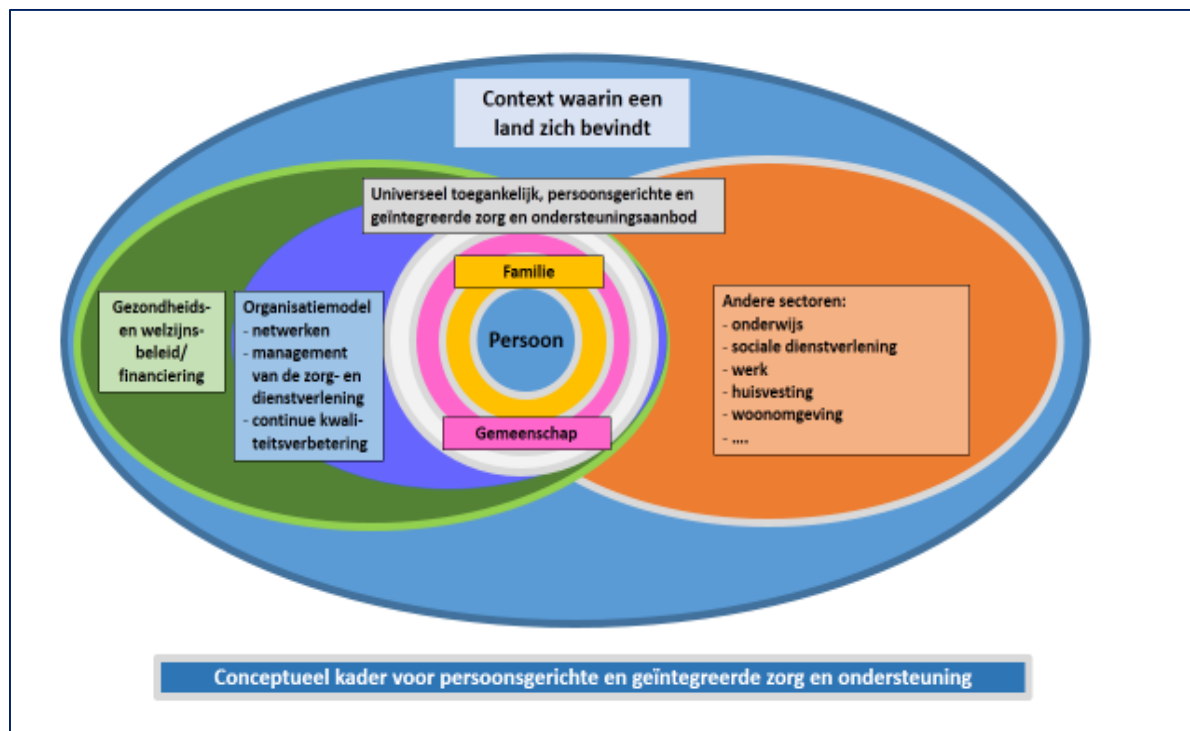 Context waarin een
land zich bevindt
Universeel toegankelijk, persoonsgerichte en
geïntegreerde zorg en ondersteuningsaanbod
Familie
Persoon
Gemeenschap
Gezondheids-
en welzijns-
beleid/
financiering
Organisatiemodel
- netwerken
- management
van de zorg- en
dienstverlening
- continue kwali-
teitsverbetering
Andere sectoren:
- onderwijs
- sociale dienstverlening
- werk
- huisvesting
- woonomgeving
- ....
Conceptueel kader voor persoonsgerichte en geïntegreerde zorg en ondersteuning